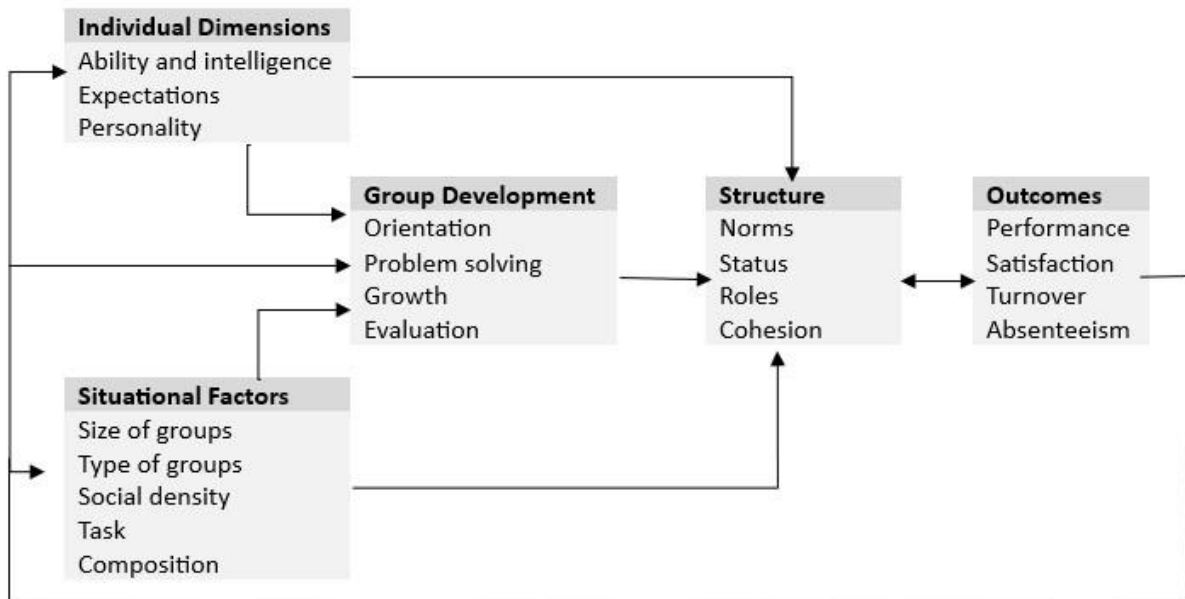 Individual Dimensions
Ability and intelligence
Expectations
Personality
Group Development
Orientation
Problem solving
Growth
Evaluation
Structure
Norms
Status
Roles
Cohesion
Outcomes
Performance
Satisfaction
Turnover
Absenteeism
Situational Factors
Size of groups
Type of groups
Social density
Task
Composition